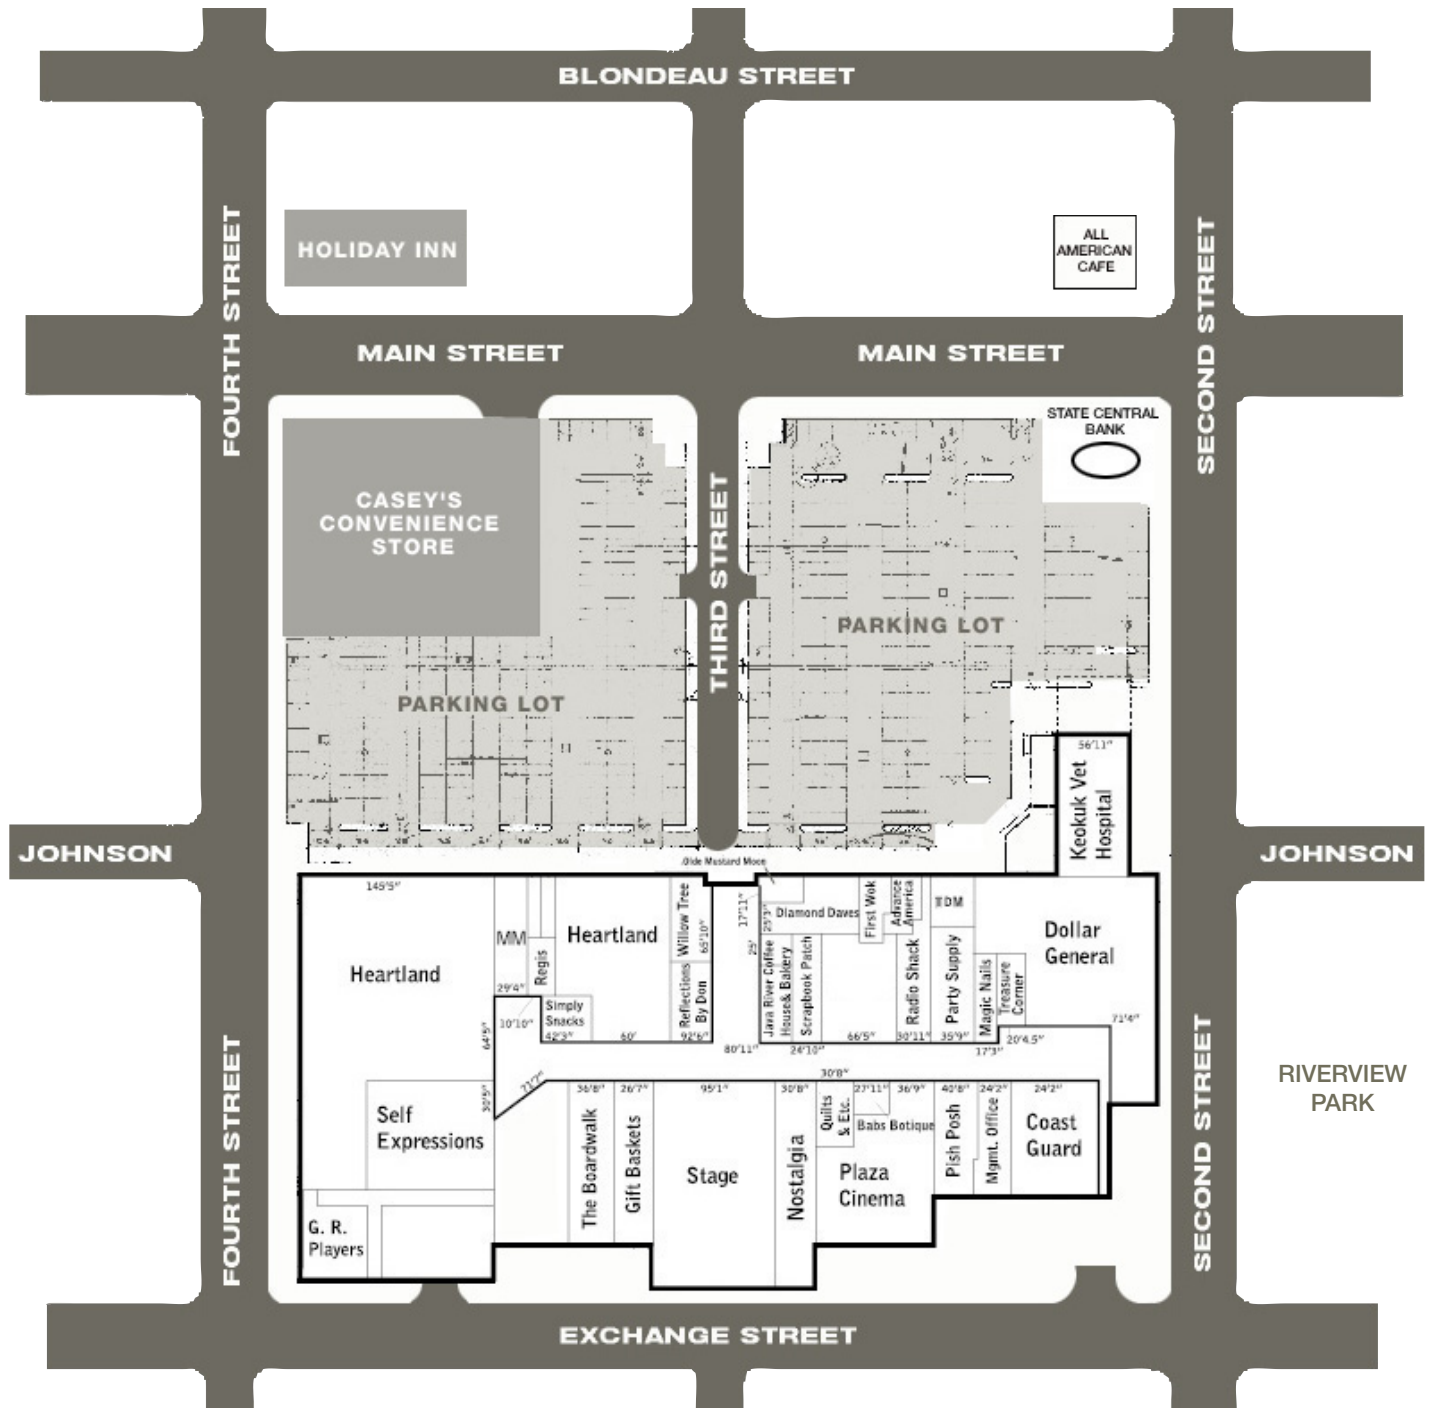 BLONDEAU STREET
HOLIDAY INN
ALL
AMERICAN
CAFE
FOURTH STREET
SECOND STREET
MAIN STREET
MAIN STREET
STATE CENTRAL
BANK
CASEY'S
CONVENIENCE
STORE
THIRD STREET
PARKING LOT
PARKING LOT
56'11"
Keokuk Vet
Hospital
JOHNSON
JOHNSON
Olde Mustard Moon
145'5"
MM
Regis
Heartland
Willow Tree
65'10"
17'11"
25'3"
25'
Diamond Daves
First Wok
Advance
America
TDM
Dollar
General
Heartland
29'4"
10'10"
Simply
Snacks
42'3"
60'
Reflections
By Don
92'6"
Java River Coffee
House& Bakery
Scrapbook Patch
Radio Shack
Party Supply
Magic Nails
Treasure
Corner
71'4"
80'11"
24'10"
66'5"
30'11"
35'9"
17'3"
20'4.5"
64'5"
30'5"
30'8"
36'8"
26'7"
95'1"
30'8"
27'11"
36'9"
40'8"
24'2"
24'2"
Self
Expressions
The Boardwalk
Gift Baskets
Stage
Nostalgia
Quilts
& Etc.
Babs Botique
Plaza
Cinema
Pish Posh
Mgmt. Office
Coast
Guard
G. R.
Players
FOURTH STREET
SECOND STREET
RIVERVIEW
PARK
EXCHANGE STREET